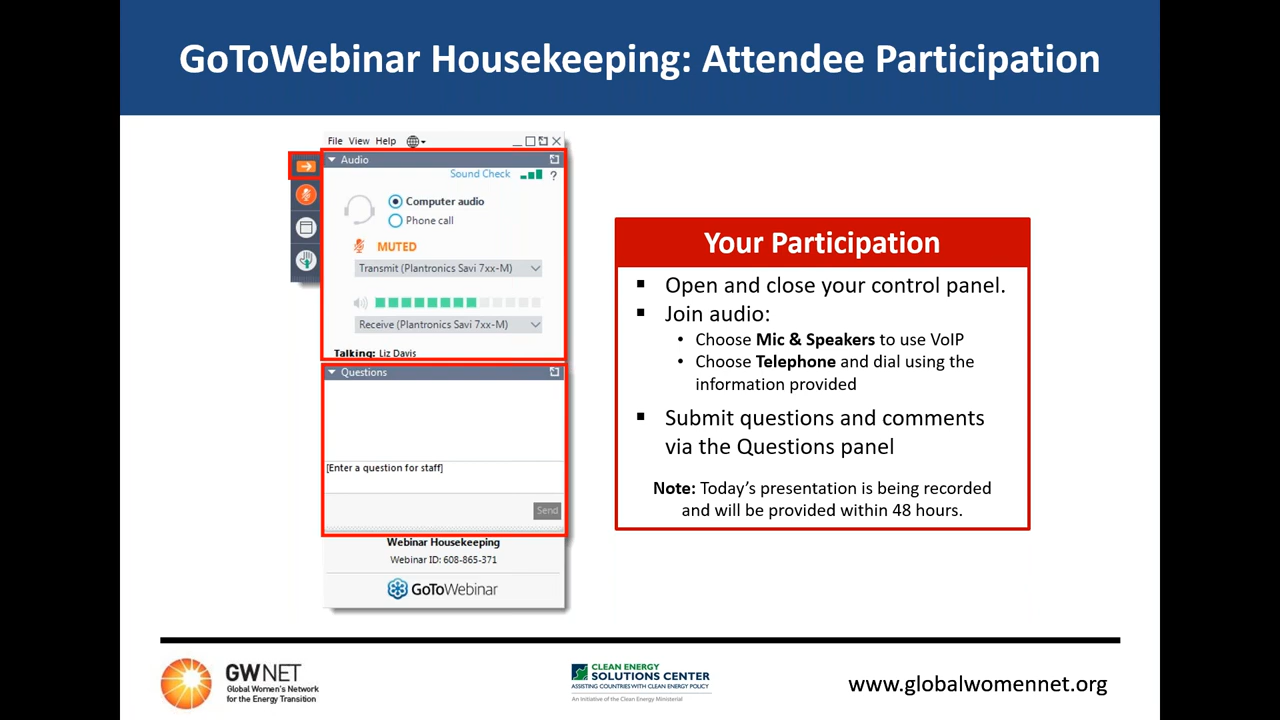 GoToWebinar Housekeeping: Attendee Participation
File View Help
Audio
Sound Check ?
Computer audio
Phone call
MUTED
Transmit (Plantronics Savi 7xx-M)
Receive (Plantronics Savi 7xx-M)
Talking: Liz Davis
Questions
[Enter a question for staff]
Send
Webinar Housekeeping
Webinar ID: 608-865-371
GoToWebinar
Your Participation
▪ Open and close your control panel.
▪ Join audio:
• Choose Mic & Speakers to use VoIP
• Choose Telephone and dial using the
information provided
▪ Submit questions and comments
via the Questions panel
Note: Today's presentation is being recorded
and will be provided within 48 hours.
GWNET
Global Women's Network
for the Energy Transition
CLEAN ENERGY
SOLUTIONS CENTER
ASSISTING COUNTRIES WITH CLEAN ENERGY POLICY
An Initiative of the Clean Energy Ministerial
www.globalwomennet.org